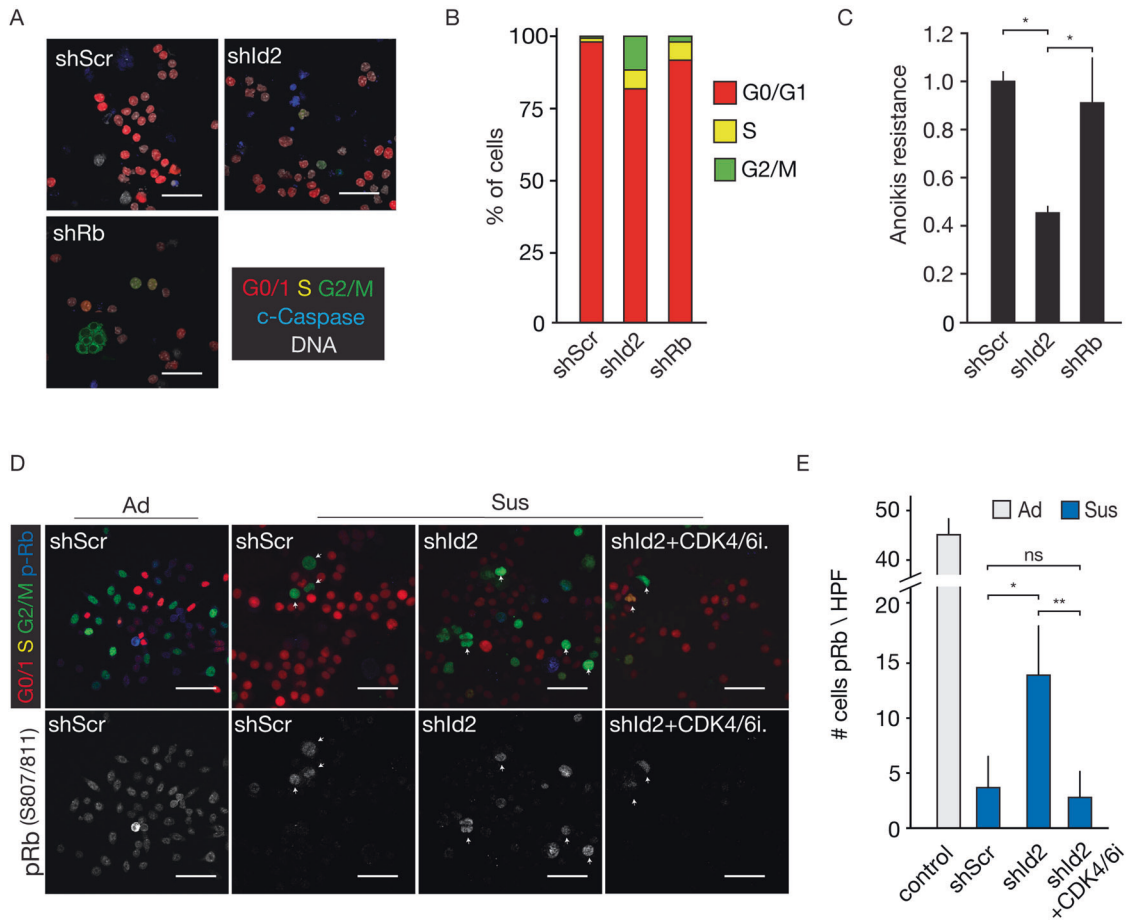 A
shScr
shId2
shRb
G0/1 S G2/M
c-Caspase
DNA
B
100
75
50
25
0
% of cells
shScr
shId2
shRb
G0/G1
S
G2/M
C
1.2
1.0
0.8
0.6
0.4
0.2
0
Anoikis resistance
*
*
shScr
shId2
shRb
D
Ad
Sus
G0/1 S G2/M p-Rb
shScr
shScr
shId2
shId2+CDK4/6i.
pRb (S807/811)
shScr
shScr
shId2
shId2+CDK4/6i.
E
Ad
Sus
50
40
20
15
10
5
0
# cells pRb \ HPF
ns
*
**
control
shScr
shId2
shId2
+CDK4/6i